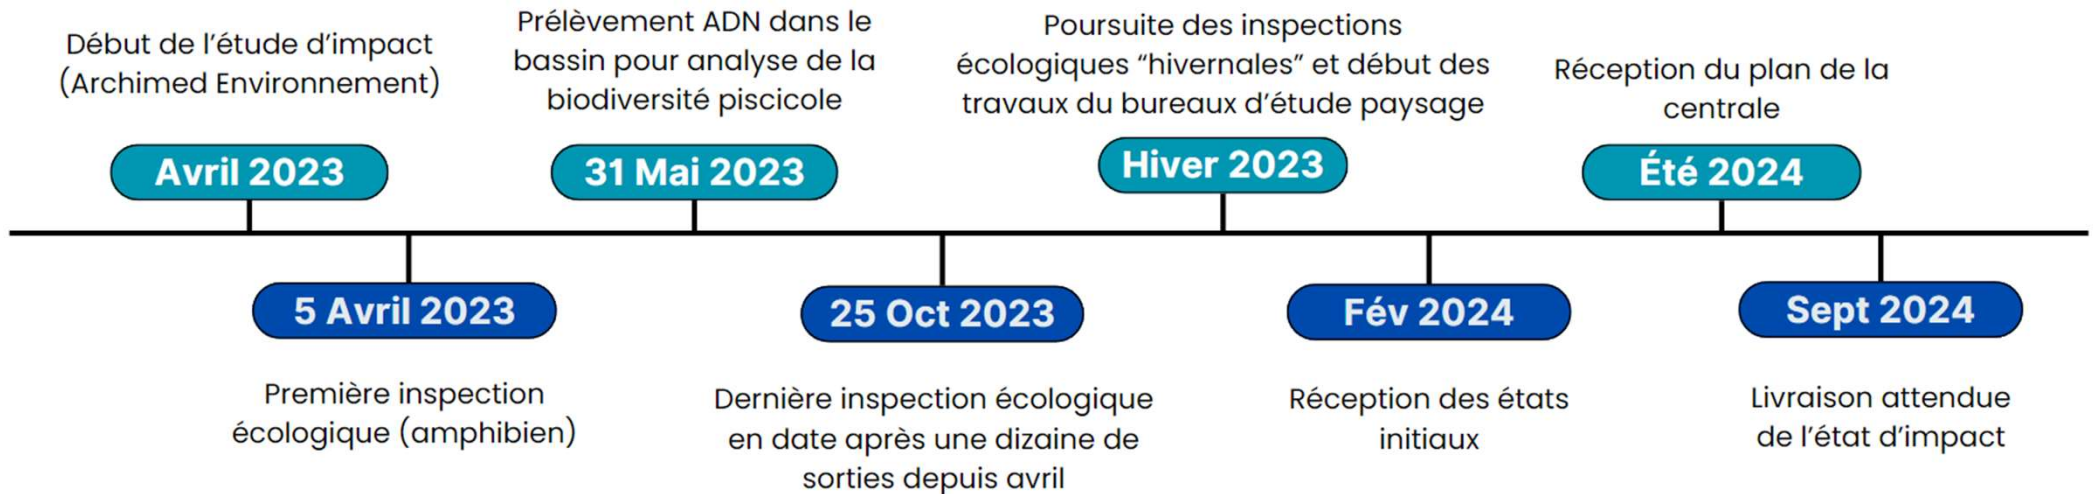 Début de l'étude d'impact
(Archimed Environnement)
Avril 2023
5 Avril 2023
Première inspection
écologique (amphibien)
Prélèvement ADN dans le
bassin pour analyse de la
biodiversité piscicole
31 Mai 2023
25 Oct 2023
Dernière inspection écologique
en date après une dizaine de
sorties depuis avril
Poursuite des inspections
écologiques “hivernales” et début des
travaux du bureaux d'étude paysage
Hiver 2023
Fév 2024
Réception des états
initiaux
Réception du plan de la
centrale
Été 2024
Sept 2024
Livraison attendue
de l'état d'impact